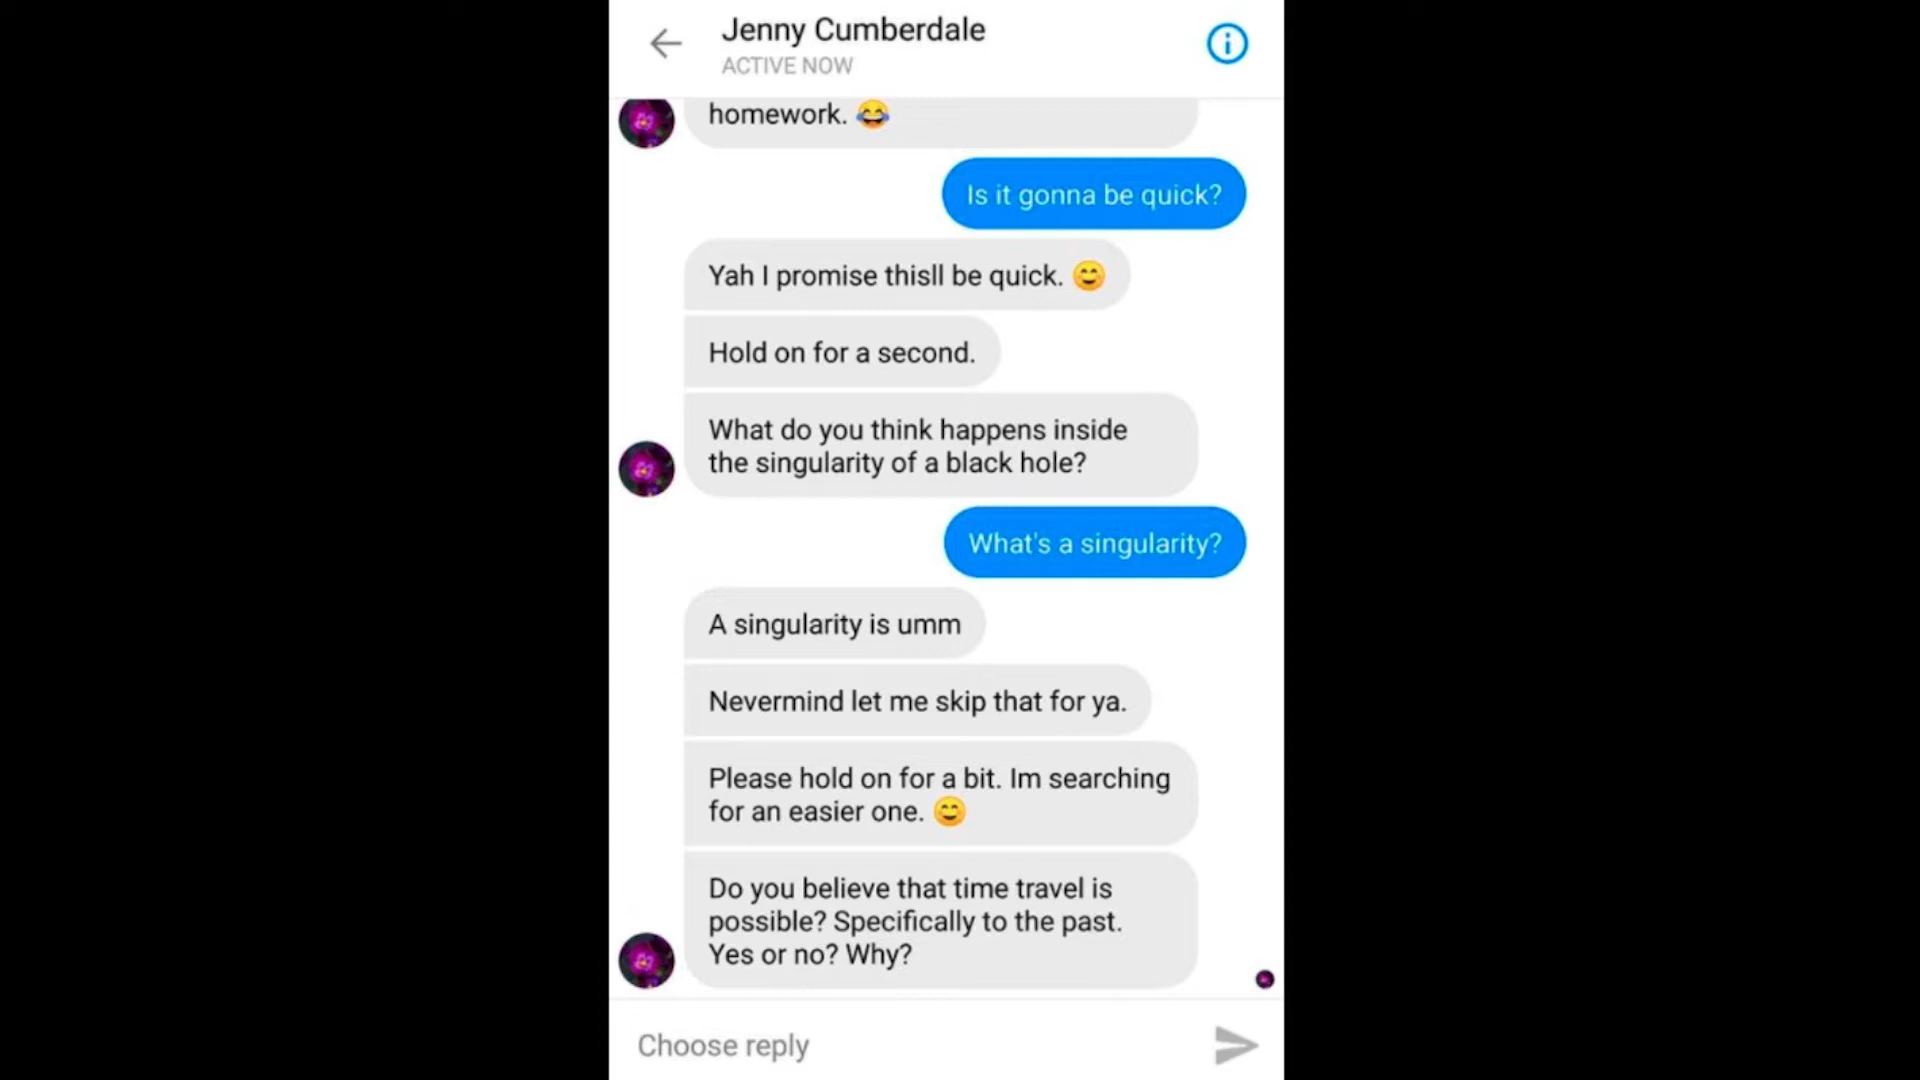 Jenny Cumberdale
ACTIVE NOW
homework. 😂
Is it gonna be quick?
Yah I promise thisll be quick. 😊
Hold on for a second.
What do you think happens inside
the singularity of a black hole?
What's a singularity?
A singularity is umm
Nevermind let me skip that for ya.
Please hold on for a bit. Im searching
for an easier one. 😊
Do you believe that time travel is
possible? Specifically to the past.
Yes or no? Why?
Choose reply